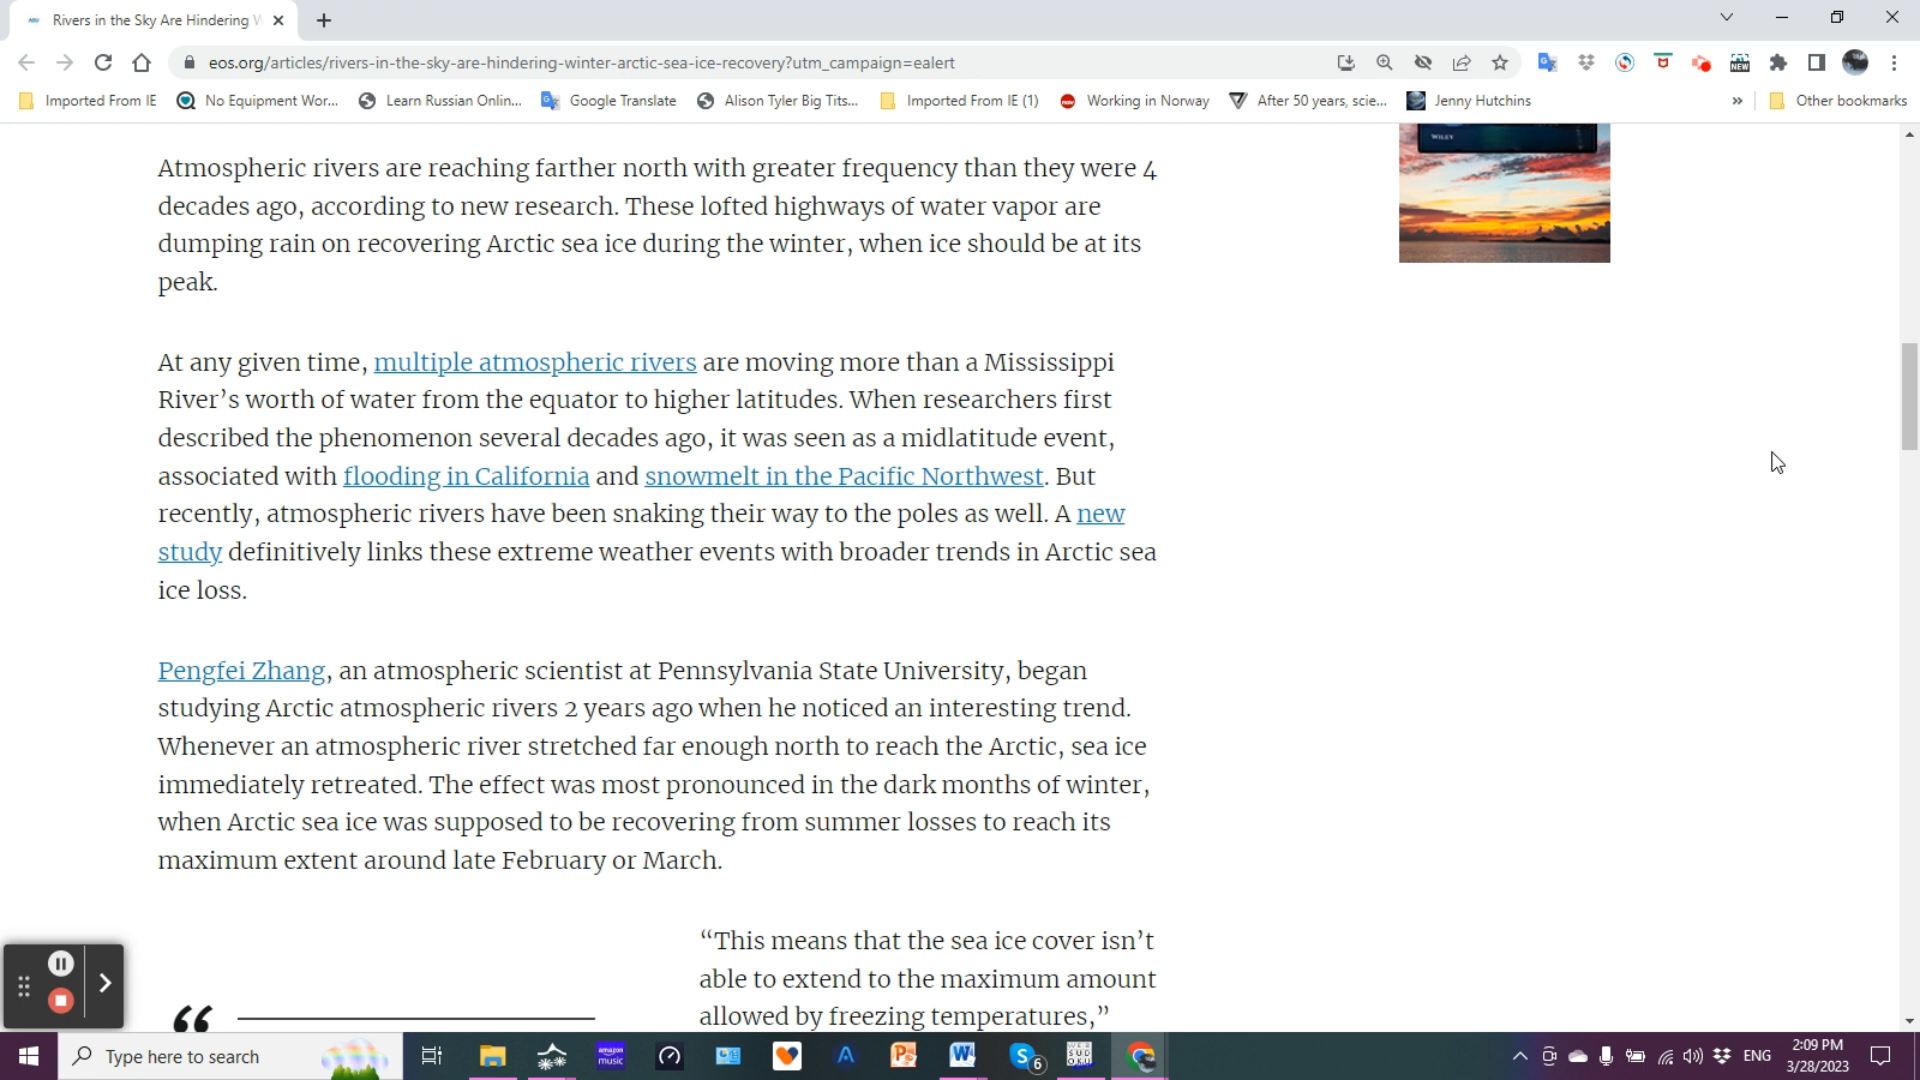 Rivers in the Sky Are Hindering W
eos.org/articles/rivers-in-the-sky-are-hindering-winter-arctic-sea-ice-recovery?utm_campaign=ealert
NEW
Imported From IE
No Equipment Wor...
Learn Russian Onlin...
Google Translate
Alison Tyler Big Tits...
Imported From IE (1)
Working in Norway
After 50 years, scie...
Jenny Hutchins
»
Other bookmarks
WILEY
Atmospheric rivers are reaching farther north with greater frequency than they were 4
decades ago, according to new research. These lofted highways of water vapor are
dumping rain on recovering Arctic sea ice during the winter, when ice should be at its
peak.
At any given time, multiple atmospheric rivers are moving more than a Mississippi
River’s worth of water from the equator to higher latitudes. When researchers first
described the phenomenon several decades ago, it was seen as a midlatitude event,
associated with flooding in California and snowmelt in the Pacific Northwest. But
recently, atmospheric rivers have been snaking their way to the poles as well. A new
study definitively links these extreme weather events with broader trends in Arctic sea
ice loss.
Pengfei Zhang, an atmospheric scientist at Pennsylvania State University, began
studying Arctic atmospheric rivers 2 years ago when he noticed an interesting trend.
Whenever an atmospheric river stretched far enough north to reach the Arctic, sea ice
immediately retreated. The effect was most pronounced in the dark months of winter,
when Arctic sea ice was supposed to be recovering from summer losses to reach its
maximum extent around late February or March.
“This means that the sea ice cover isn’t
able to extend to the maximum amount
allowed by freezing temperatures,”
“
Type here to search
amazon music
WEB SUD OKU
6
ENG
2:09 PM
3/28/2023